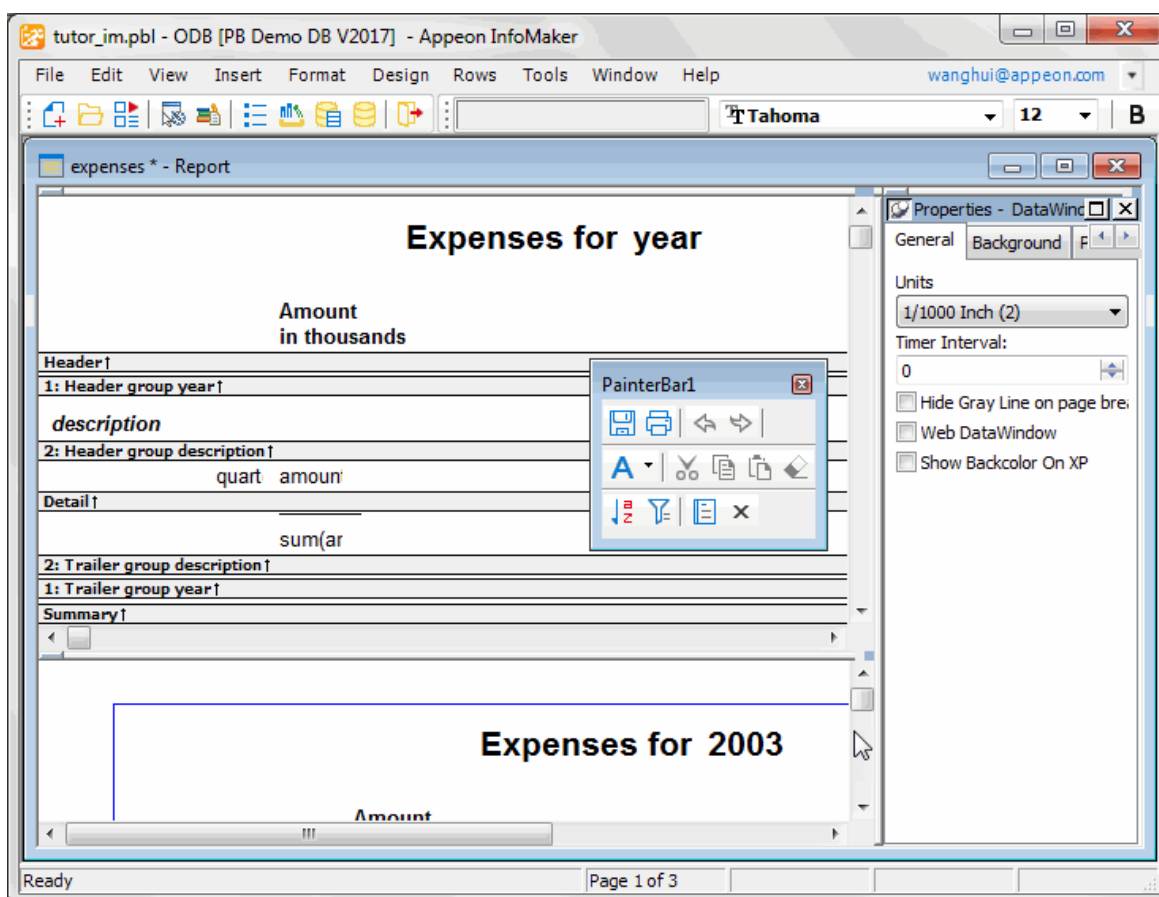 tutor_im.pbl - ODB [PB Demo DB V2017] - Appeon InfoMaker
File Edit View Insert Format Design Rows Tools Window Help wanghui@appeon.com
Tahoma 12 B
expenses * - Report
Properties - DataWinc
General Background
Expenses for year
Units
1/1000 Inch (2)
Amount
in thousands
Timer Interval:
0
Header↑
1: Header group year↑
PainterBar1
Hide Gray Line on page brea
description
Web DataWindow
2: Header group description↑
Show Backcolor On XP
quart amount
Detail↑
sum(ar
2: Trailer group description↑
1: Trailer group year↑
Summary↑
Expenses for 2003
Amount
Ready Page 1 of 3